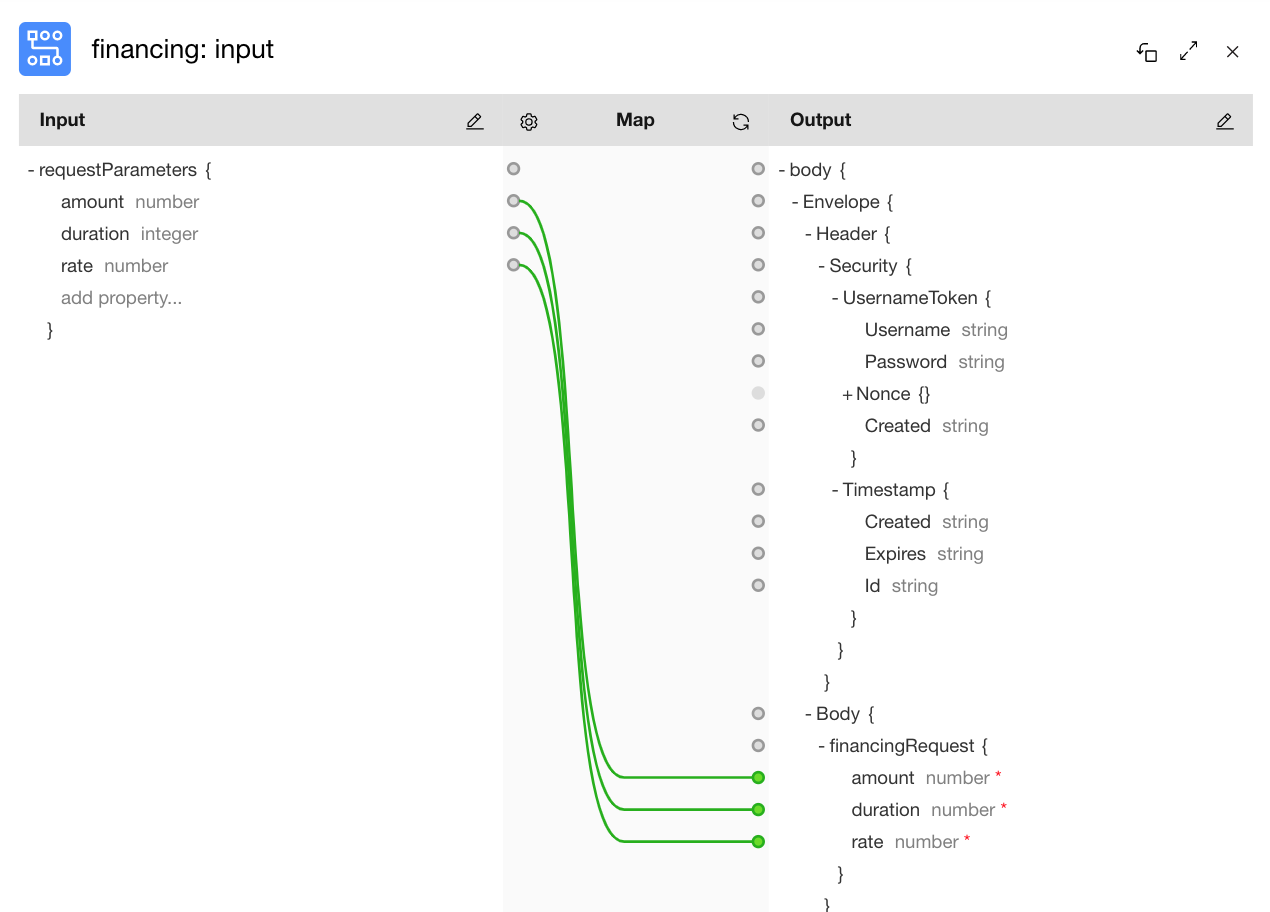 financing: input
Input Map Output
- requestParameters {
amount number
duration integer
rate number
add property...
}
- body {
- Envelope {
- Header {
- Security {
- UsernameToken {
Username string
Password string
+ Nonce {}
Created string
}
- Timestamp {
Created string
Expires string
Id string
}
}
}
- Body {
- financingRequest {
amount number *
duration number *
rate number *
}
}